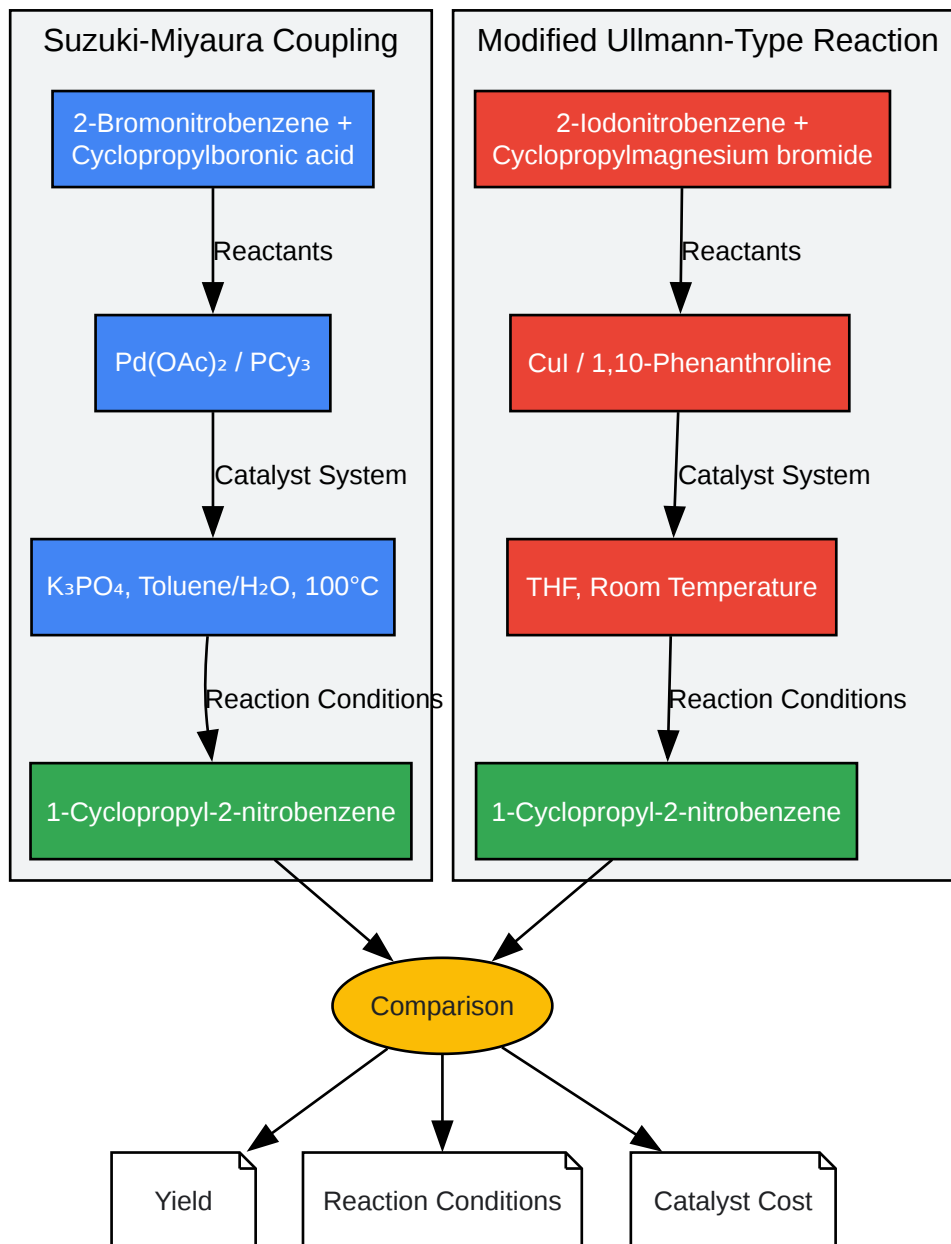 Suzuki-Miyaura Coupling
2-Bromonitrobenzene +
Cyclopropylboronic acid
Reactants
Pd(OAc)₂ / PCy₃
Catalyst System
K₃PO₄, Toluene/H₂O, 100°C
Reaction Conditions
1-Cyclopropyl-2-nitrobenzene
Modified Ullmann-Type Reaction
2-Iodonitrobenzene +
Cyclopropylmagnesium bromide
Reactants
CuI / 1,10-Phenanthroline
Catalyst System
THF, Room Temperature
Reaction Conditions
1-Cyclopropyl-2-nitrobenzene
Comparison
Yield
Reaction Conditions
Catalyst Cost